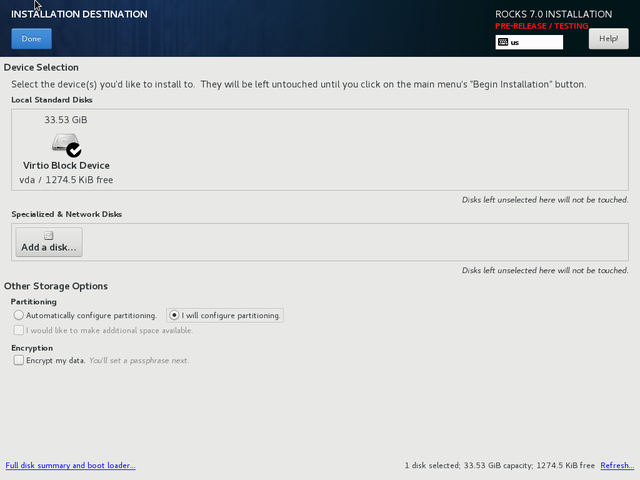 INSTALLATION DESTINATION
ROCKS 7.0 INSTALLATION
PRE-RELEASE / TESTING
Done
us
Help!
Device Selection
Select the device(s) you'd like to install to.  They will be left untouched until you click on the main menu's "Begin Installation" button.
Local Standard Disks
33.53 GiB
Virtio Block Device
vda / 1274.5 KiB free
Disks left unselected here will not be touched.
Specialized & Network Disks
Add a disk...
Disks left unselected here will not be touched.
Other Storage Options
Partitioning
Automatically configure partitioning. I will configure partitioning.
I would like to make additional space available.
Encryption
Encrypt my data. You'll set a passphrase next.
Full disk summary and boot loader... 1 disk selected; 33.53 GiB capacity; 1274.5 KiB free Refresh...